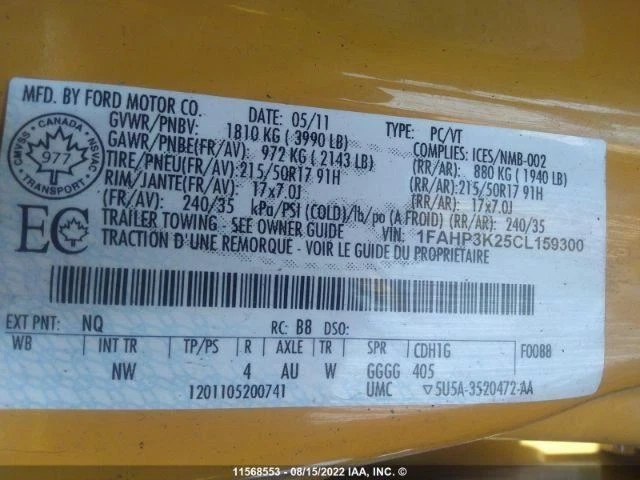 MFD. BY FORD MOTOR CO.
DATE: 05/11
TYPE: PC/VT
GVWR/PNBV: 1810 KG ( 3990 LB)
COMPLIES: ICES/NMB-002
GAWR/PNBE(FR/AV): 972 KG ( 2143 LB) (RR/AR): 880 KG ( 1940 LB)
TIRE/PNEU(FR/AV):215/50R17 91H (RR/AR):215/50R17 91H
RIM/JANTE(FR/AV): 17x7.0J (RR/AR): 17x7.0J
(FR/AV): 240/35 kPa/PSI (COLD)/lb/po (A FROID) (RR/AR): 240/35
TRAILER TOWING - SEE OWNER GUIDE
VIN: 1FAHP3K25CL159300
TRACTION D'UNE REMORQUE - VOIR GUIDE DU PROPRIÉTAIRE
CANADA
CMVSS NSVAC
977
TRANSPORT
EC
EXT PNT: NQ RC: B8 DSO:
WB INT TR TP/PS R AXLE TR SPR CDH1G F0088
NW 4 AU W GGGG 405
1201105200741 UMC ▽5U5A-3520472-AA
11568553 - 08/15/2022 IAA, INC. ©